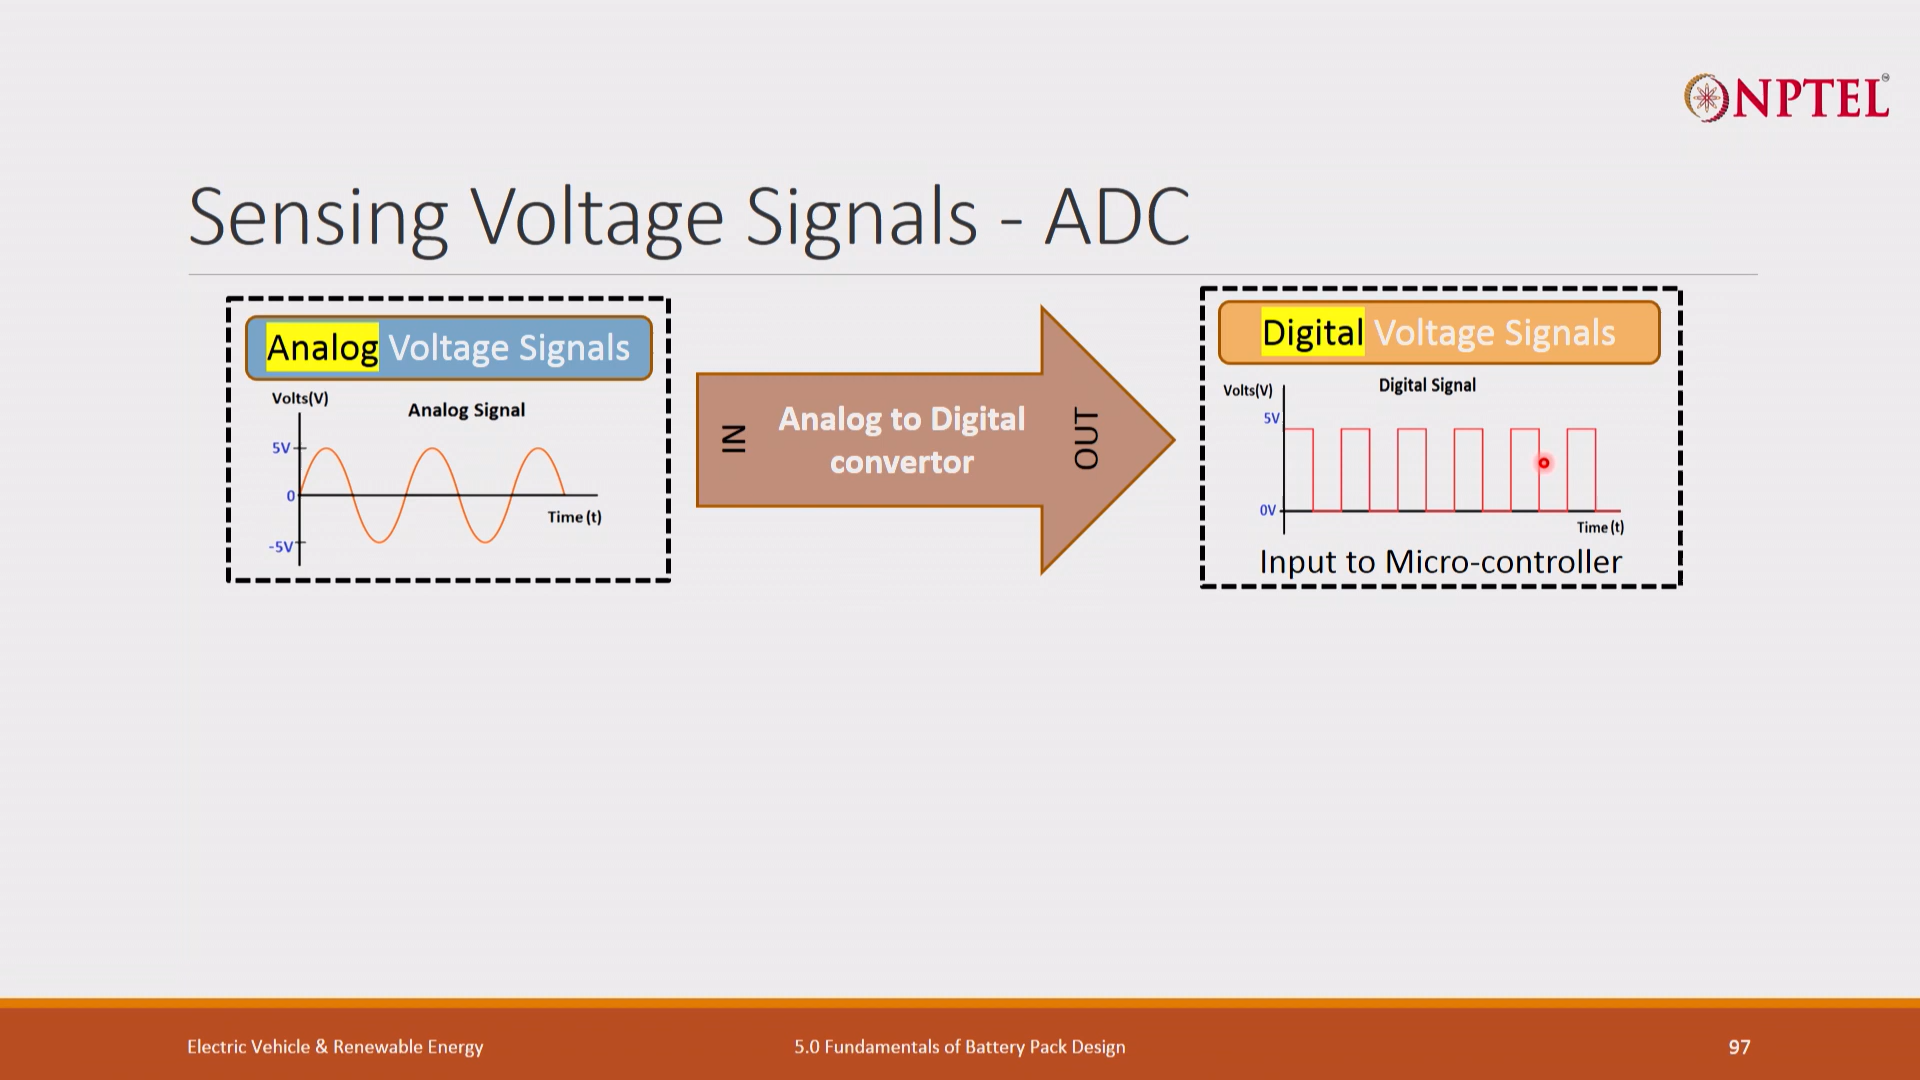 NPTEL
Sensing Voltage Signals - ADC
Analog Voltage Signals
Volts(V)
Analog Signal
5V
0
Time (t)
-5V
IN
Analog to Digital
convertor
OUT
Digital Voltage Signals
Volts(V)
Digital Signal
5V
0V
Time (t)
Input to Micro-controller
Electric Vehicle & Renewable Energy
5.0 Fundamentals of Battery Pack Design
97